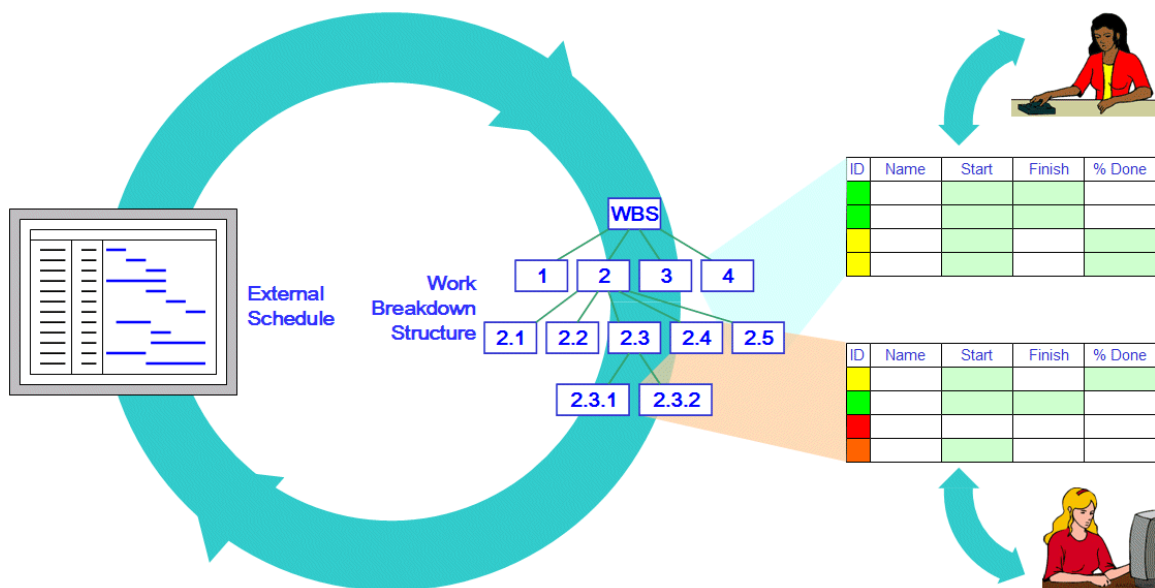 External
Schedule
Work
Breakdown
Structure
WBS
1 2 3 4
2.1 2.2 2.3 2.4 2.5
2.3.1 2.3.2
ID Name Start Finish % Done
ID Name Start Finish % Done